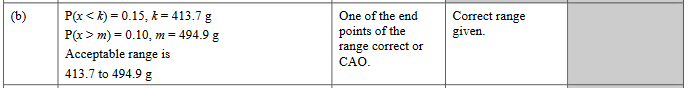 (b)
P(x < k) = 0.15, k = 413.7 g
P(x > m) = 0.10, m = 494.9 g
Acceptable range is
413.7 to 494.9 g
One of the end
points of the
range correct or
CAO.
Correct range
given.